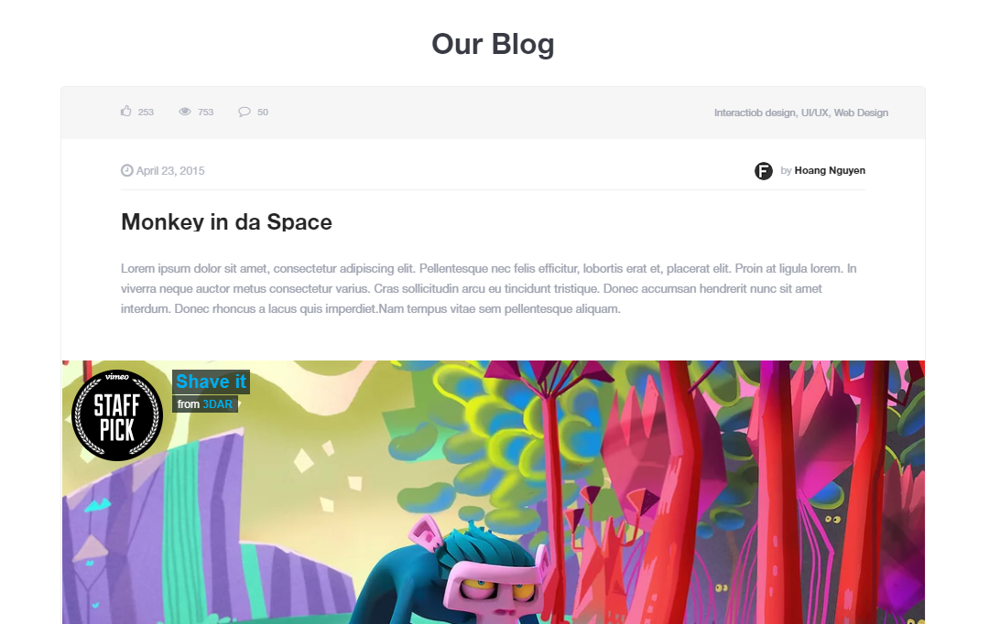 Our Blog
253 753 50 Interactiob design, UI/UX, Web Design
April 23, 2015 F by Hoang Nguyen
Monkey in da Space
Lorem ipsum dolor sit amet, consectetur adipiscing elit. Pellentesque nec felis efficitur, lobortis erat et, placerat elit. Proin at ligula lorem. In
viverra neque auctor metus consectetur varius. Cras sollicitudin arcu eu tincidunt tristique. Donec accumsan hendrerit nunc sit amet
interdum. Donec rhoncus a lacus quis imperdiet.Nam tempus vitae sem pellentesque aliquam.
vimeo
STAFF
PICK
Shave it
from 3DAR